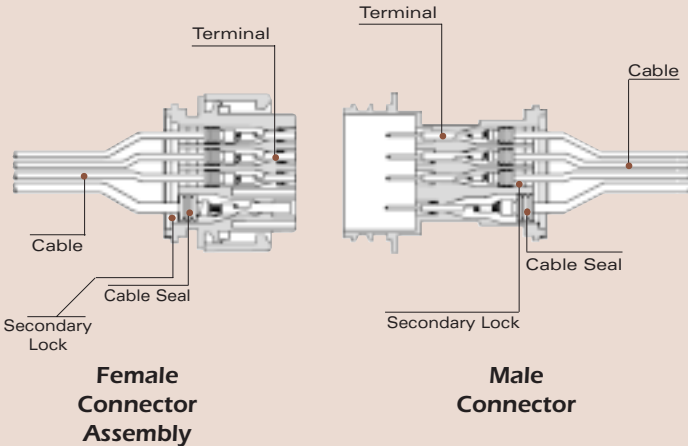 Terminal
Cable
Cable Seal
Secondary
Lock
Female
Connector
Assembly
Terminal
Cable
Cable Seal
Secondary Lock
Male
Connector